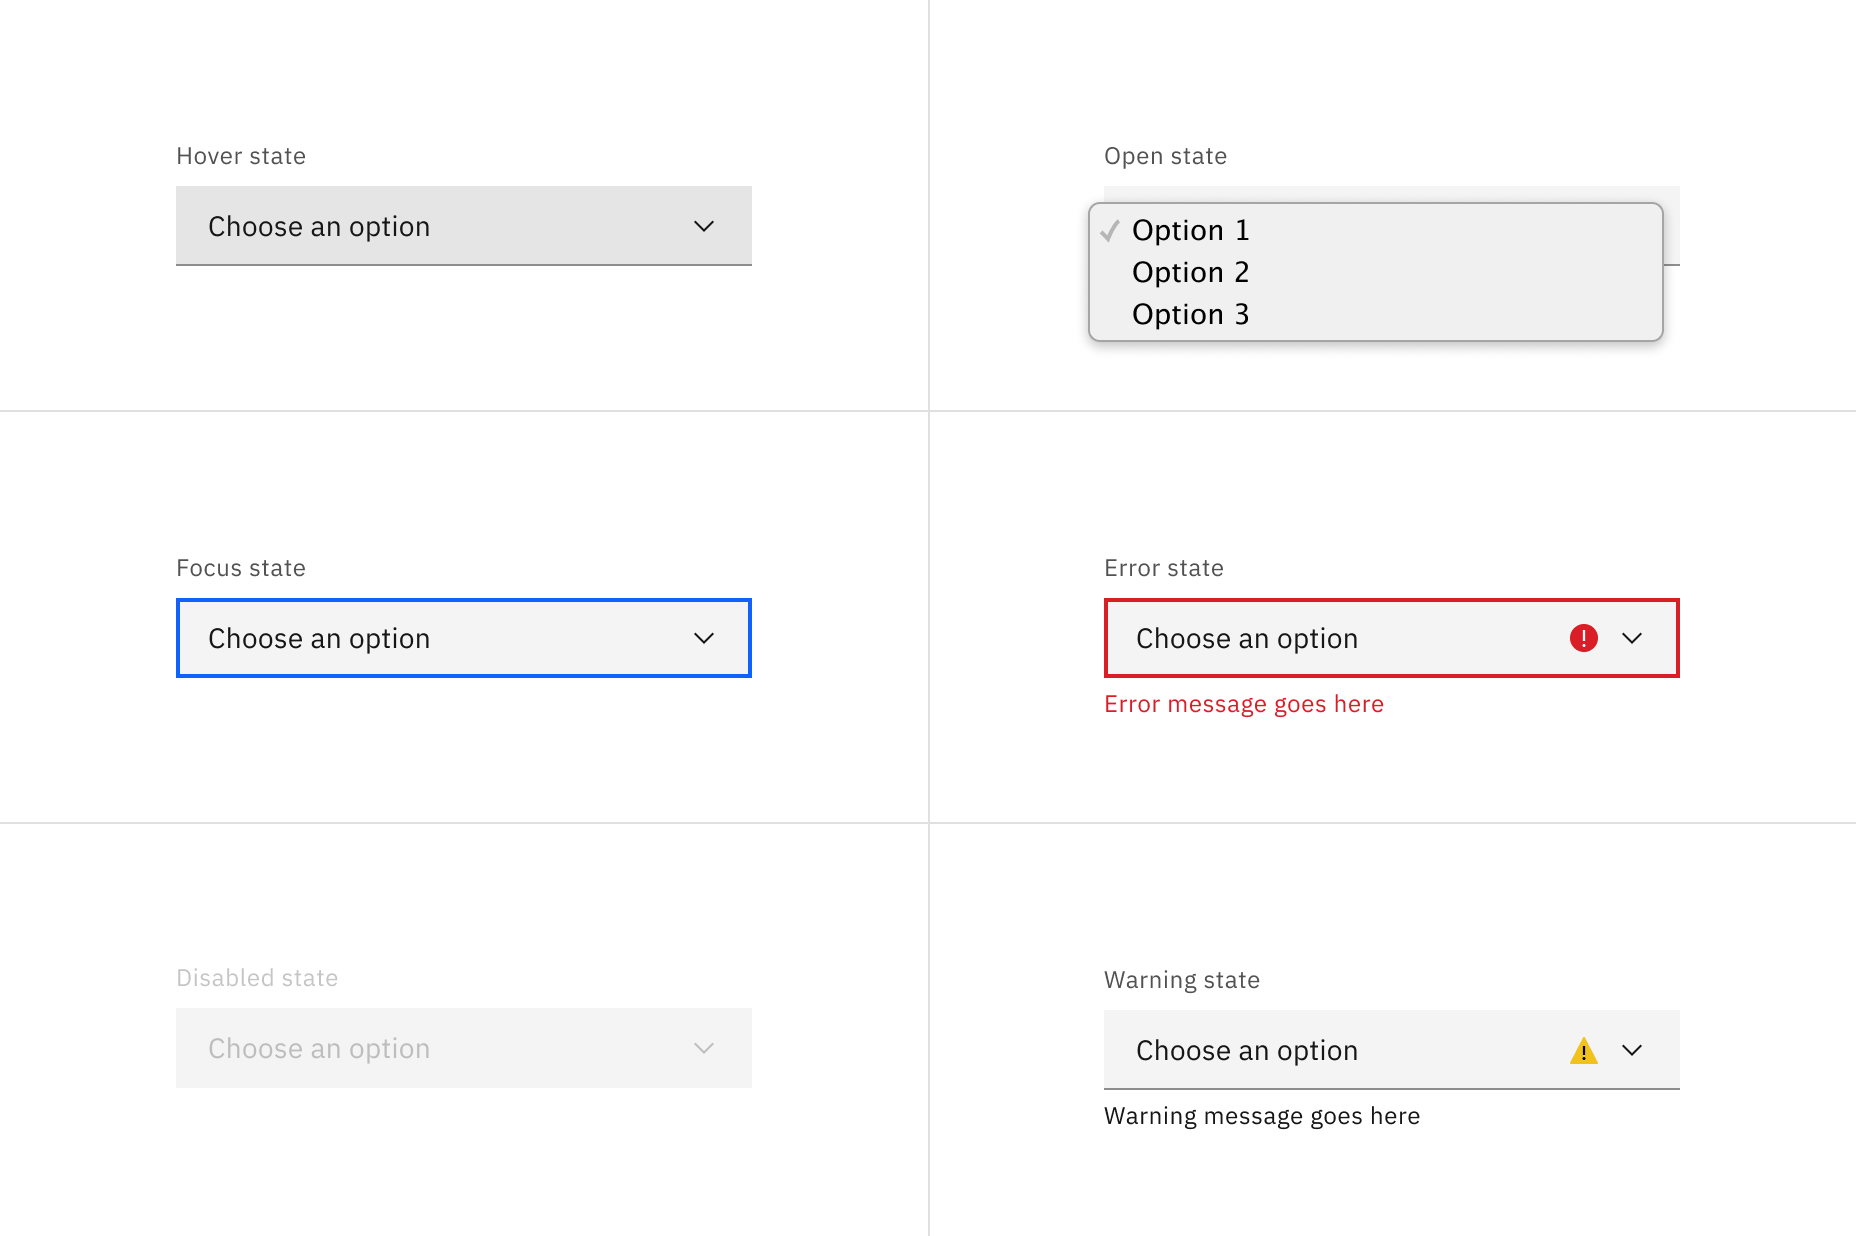 Hover state
Choose an option
Open state
Option 1
Option 2
Option 3
Focus state
Choose an option
Error state
Choose an option
Error message goes here
Disabled state
Choose an option
Warning state
Choose an option
Warning message goes here